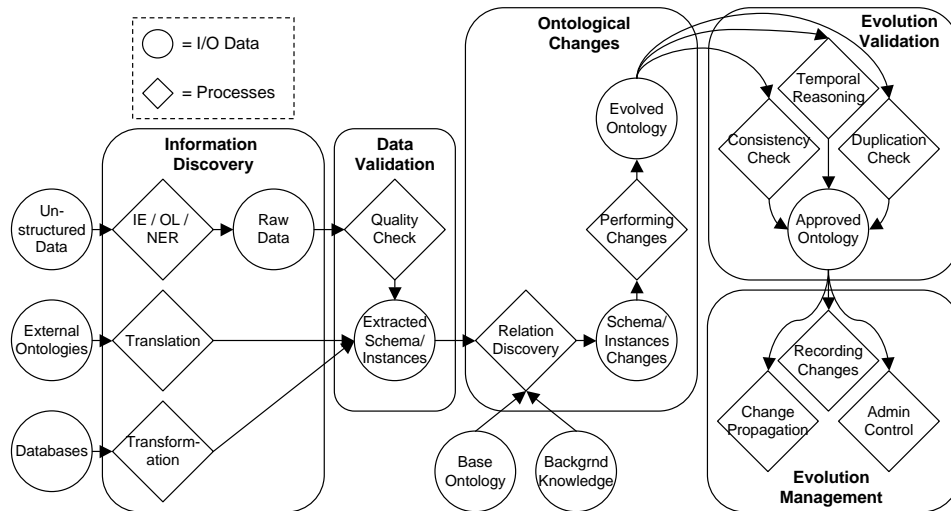 = I/O Data
= Processes
Information
Discovery
Data
Validation
Ontological
Changes
Evolution
Validation
Un-
structured
Data
IE / OL /
NER
Raw
Data
Quality
Check
External
Ontologies
Translation
Extracted
Schema/
Instances
Relation
Discovery
Schema/
Instances
Changes
Performing
Changes
Evolved
Ontology
Databases
Transform-
ation
Base
Ontology
Backgrnd
Knowledge
Temporal
Reasoning
Consistency
Check
Duplication
Check
Approved
Ontology
Recording
Changes
Change
Propagation
Admin
Control
Evolution
Management